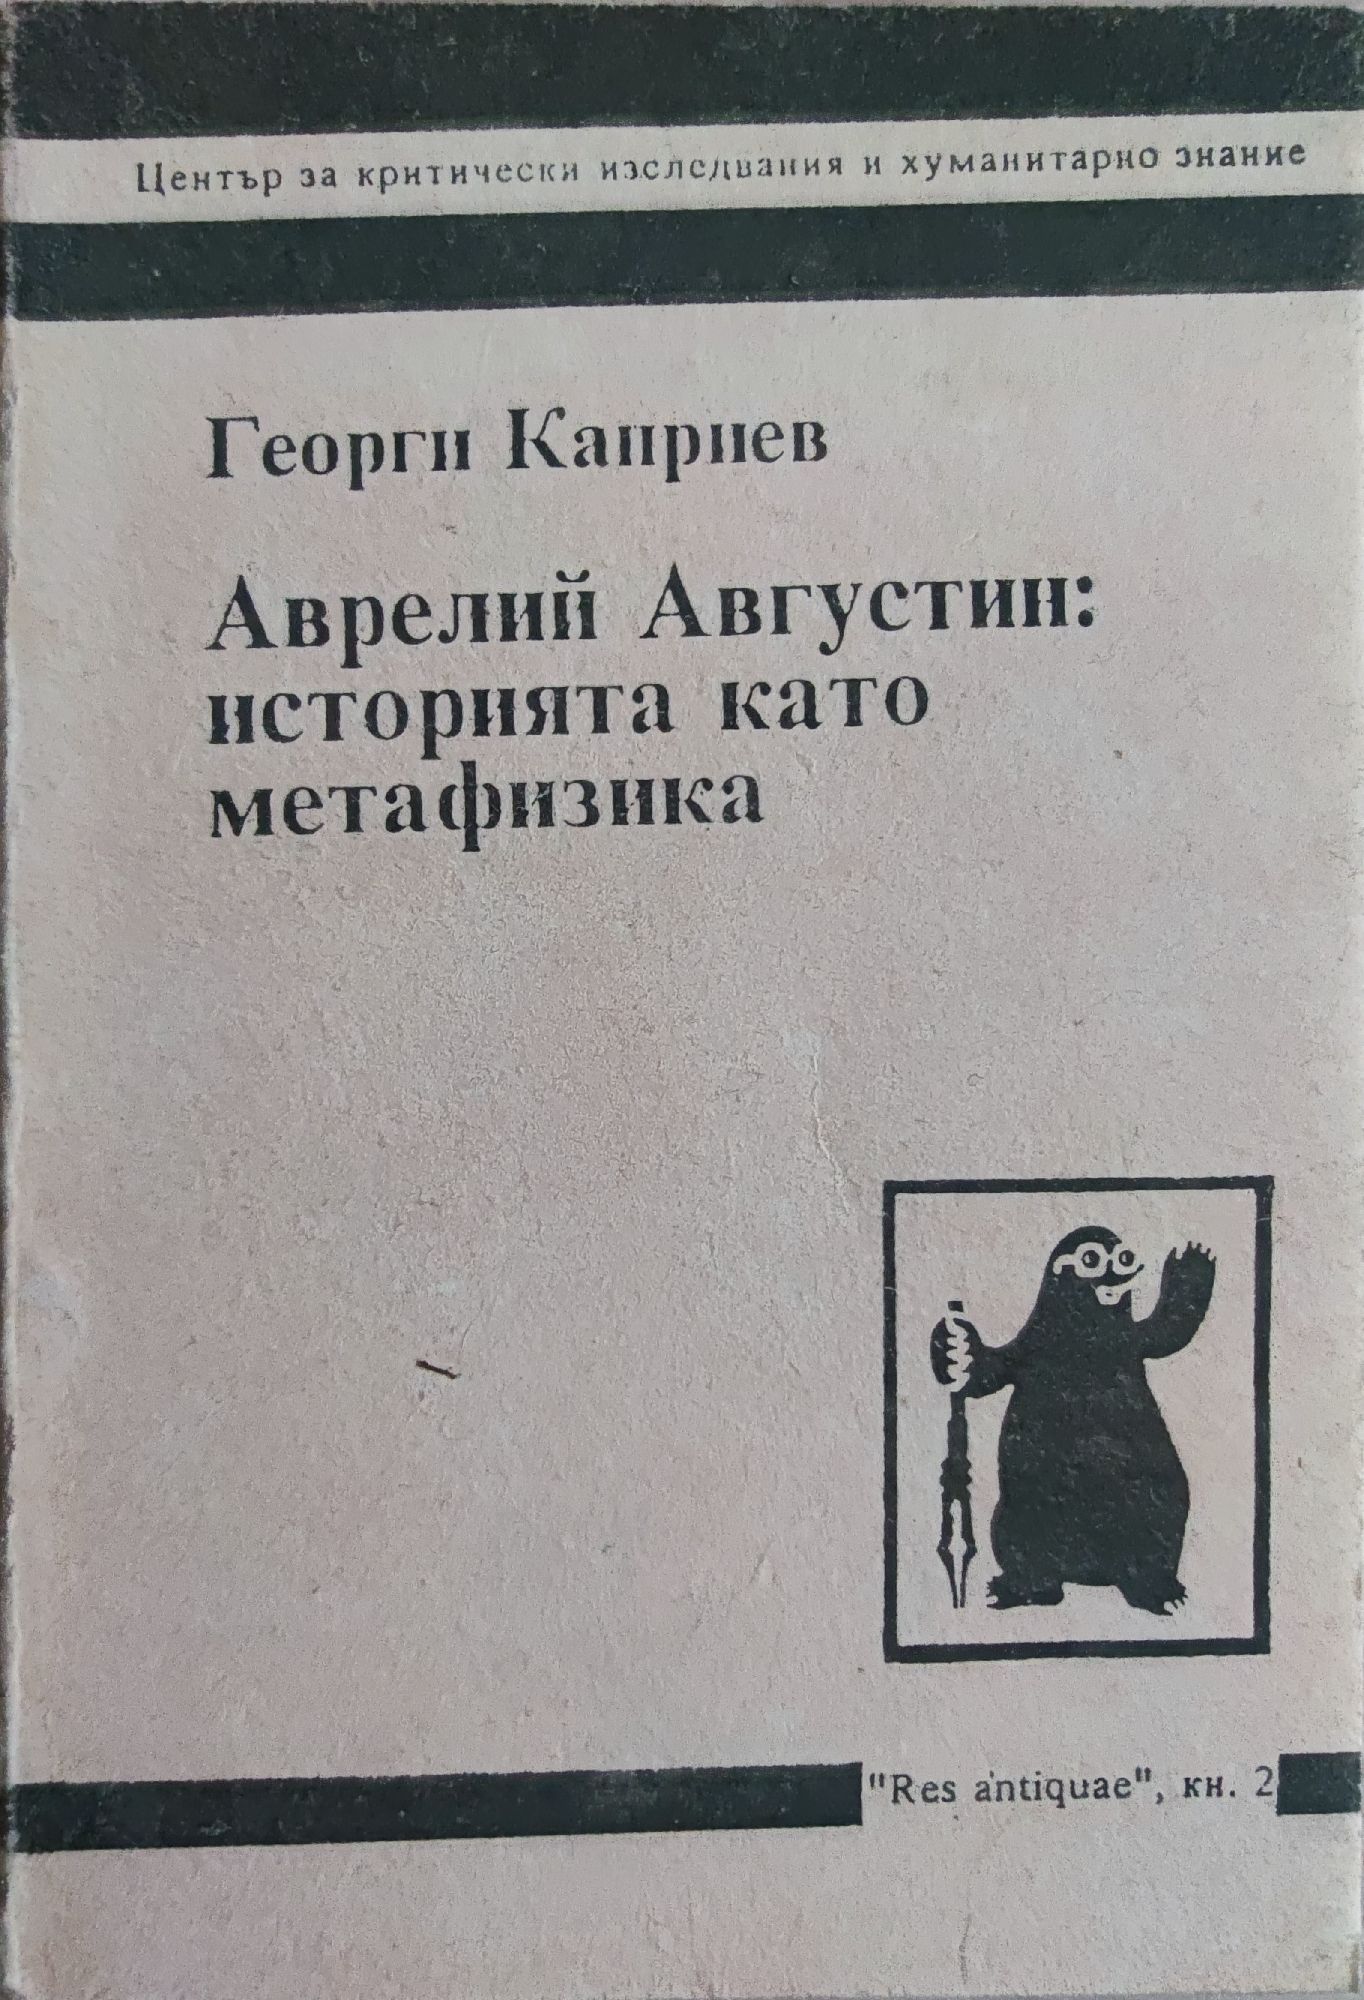 Център за критически изследвания и хуманитарно знание
Георги Каприев
Аврелий Августин:
историята като
метафизика
"Res antiquae", кн. 2